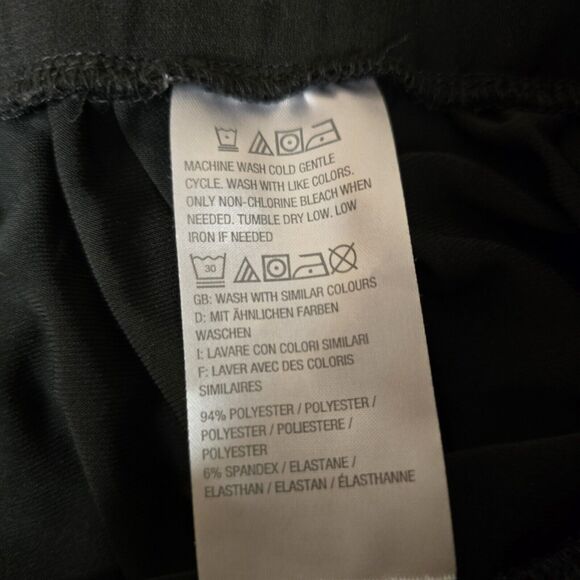 MACHINE WASH COLD GENTLE
CYCLE. WASH WITH LIKE COLORS.
ONLY NON-CHLORINE BLEACH WHEN
NEEDED. TUMBLE DRY LOW. LOW
IRON IF NEEDED
30
GB: WASH WITH SIMILAR COLOURS
D: MIT ÄHNLICHEN FARBEN
WASCHEN
I: LAVARE CON COLORI SIMILARI
F: LAVER AVEC DES COLORIS
SIMILAIRES
94% POLYESTER / POLYESTER /
POLYESTER / POLIESTERE /
POLYESTER
6% SPANDEX / ELASTANE /
ELASTHAN / ELASTAN / ÉLASTHANNE